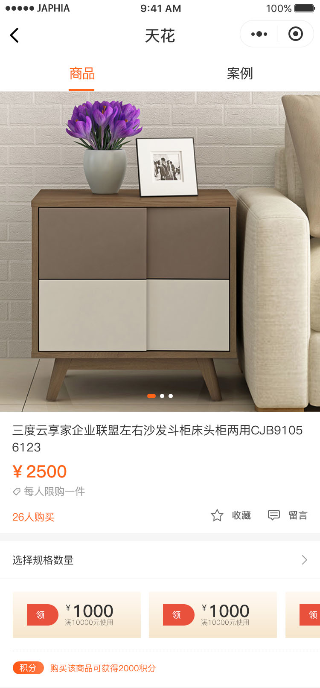 JAPHIA 9:41 AM 100%
天花
商品 案例
三度云享家企业联盟左右沙发斗柜床头柜两用CJB9105
6123
¥2500
每人限购一件
26人购买 收藏 留言
选择规格数量
领 ¥1000 领 ¥1000 领
满10000元使用 满10000元使用
积分 购买该商品可获得2000积分